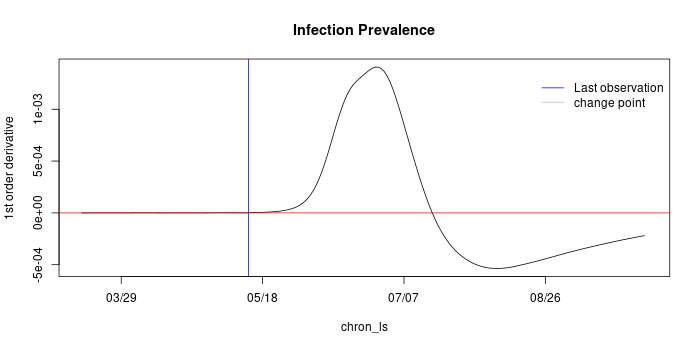 Infection Prevalence
Last observation
change point
1st order derivative
1e-03
5e-04
0e+00
-5e-04
03/29
05/18
07/07
08/26
chron_ls